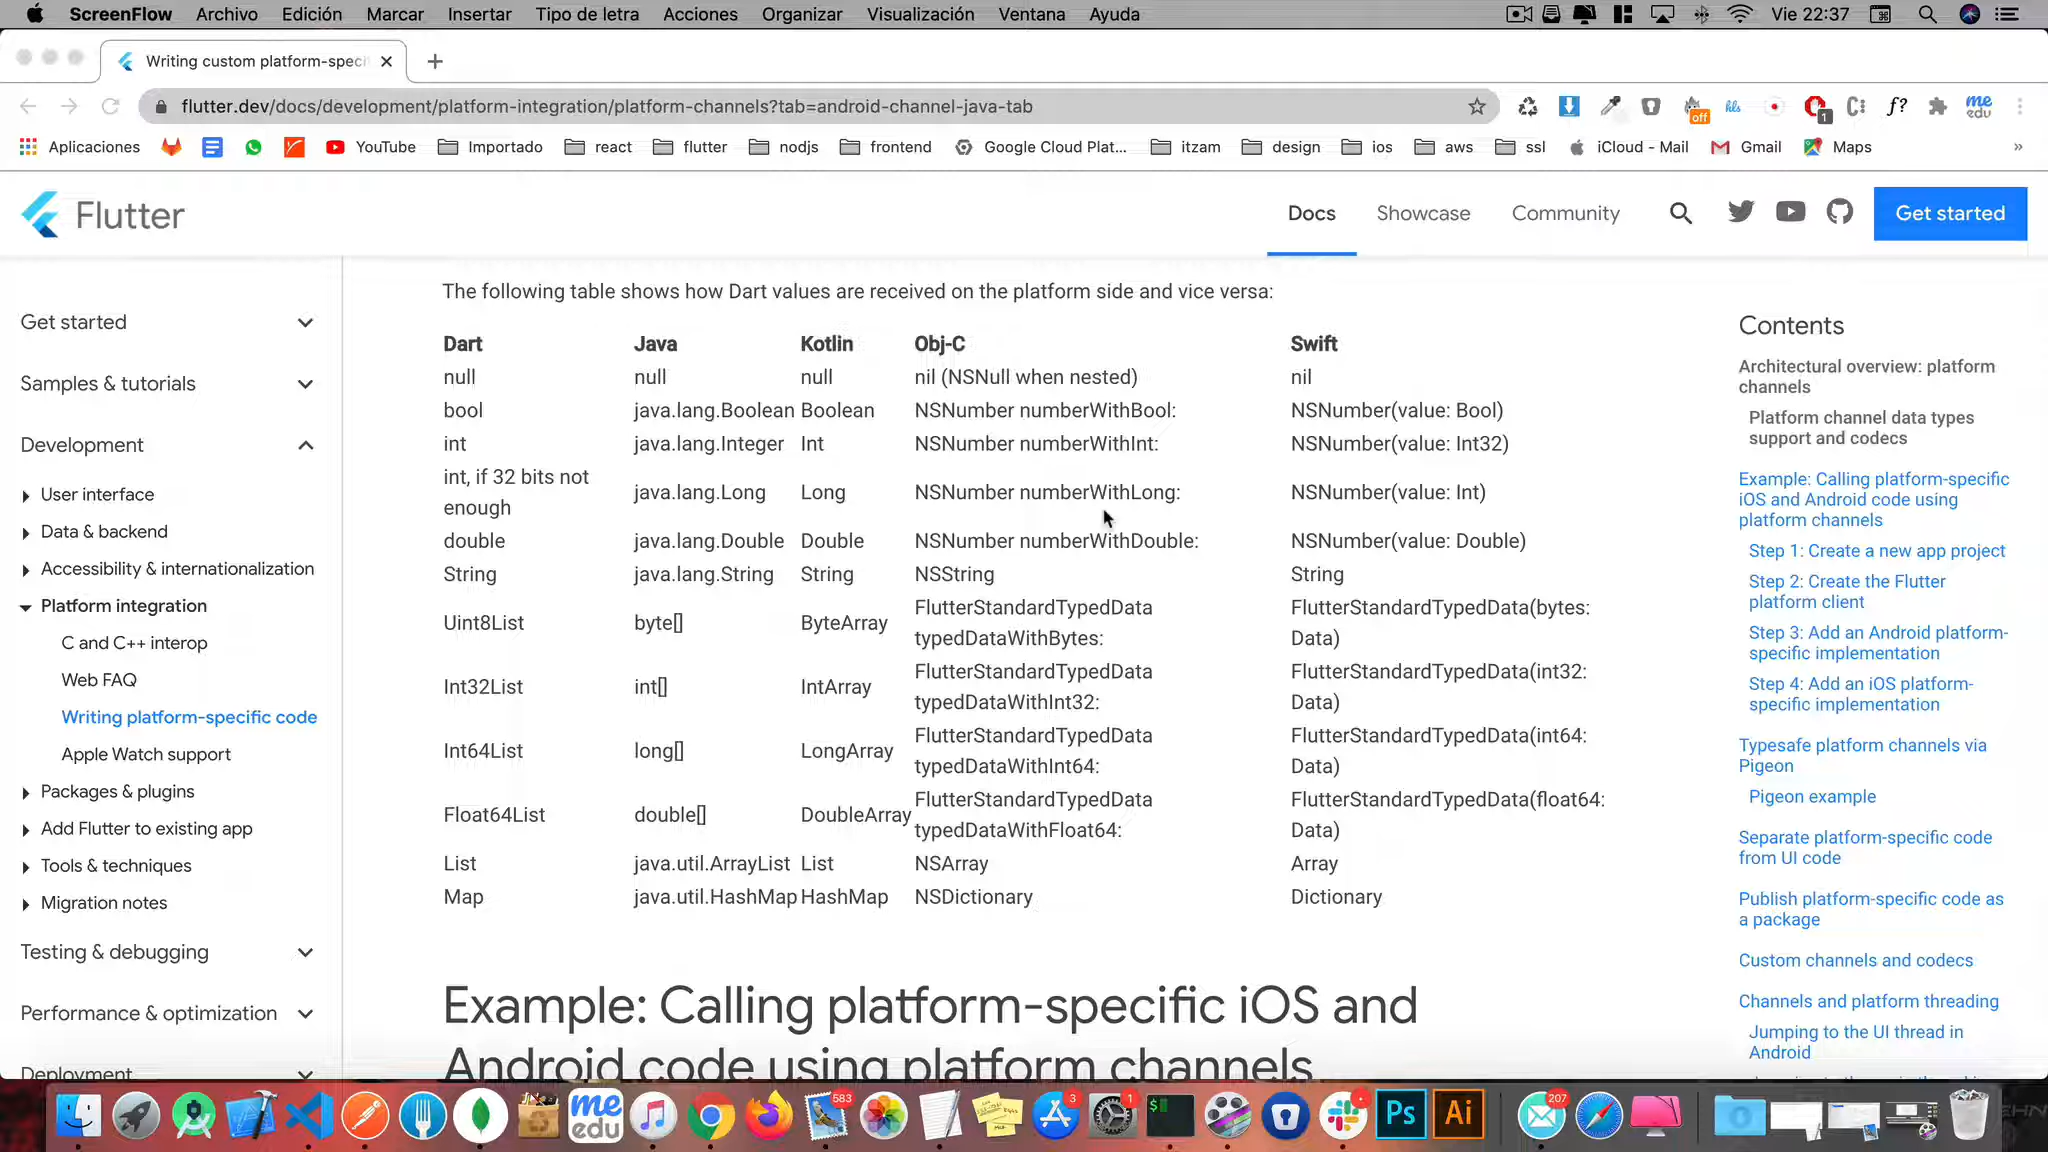 ScreenFlow Archivo Edición Marcar Insertar Tipo de letra Acciones Organizar Visualización Ventana Ayuda Vie 22:37
Writing custom platform-speci
flutter.dev/docs/development/platform-integration/platform-channels?tab=android-channel-java-tab
off hls 1 f? me edu
Aplicaciones YouTube Importado react flutter nodjs frontend Google Cloud Plat... itzam design ios aws ssl iCloud - Mail Gmail Maps »
Flutter
Docs Showcase Community Get started
Get started
Samples & tutorials
Development
User interface
Data & backend
Accessibility & internationalization
Platform integration
C and C++ interop
Web FAQ
Writing platform-specific code
Apple Watch support
Packages & plugins
Add Flutter to existing app
Tools & techniques
Migration notes
Testing & debugging
Performance & optimization
Deployment
The following table shows how Dart values are received on the platform side and vice versa:
Dart Java Kotlin Obj-C Swift
null null null nil (NSNull when nested) nil
bool java.lang.Boolean Boolean NSNumber numberWithBool: NSNumber(value: Bool)
int java.lang.Integer Int NSNumber numberWithInt: NSNumber(value: Int32)
int, if 32 bits not
enough java.lang.Long Long NSNumber numberWithLong: NSNumber(value: Int)
double java.lang.Double Double NSNumber numberWithDouble: NSNumber(value: Double)
String java.lang.String String NSString String
Uint8List byte[] ByteArray FlutterStandardTypedData FlutterStandardTypedData(bytes:
typedDataWithBytes: Data)
Int32List int[] IntArray FlutterStandardTypedData FlutterStandardTypedData(int32:
typedDataWithInt32: Data)
Int64List long[] LongArray FlutterStandardTypedData FlutterStandardTypedData(int64:
typedDataWithInt64: Data)
Float64List double[] DoubleArray FlutterStandardTypedData FlutterStandardTypedData(float64:
typedDataWithFloat64: Data)
List java.util.ArrayList List NSArray Array
Map java.util.HashMap HashMap NSDictionary Dictionary
Example: Calling platform-specific iOS and
Android code using platform channels
Contents
Architectural overview: platform
channels
Platform channel data types
support and codecs
Example: Calling platform-specific
iOS and Android code using
platform channels
Step 1: Create a new app project
Step 2: Create the Flutter
platform client
Step 3: Add an Android platform-
specific implementation
Step 4: Add an iOS platform-
specific implementation
Typesafe platform channels via
Pigeon
Pigeon example
Separate platform-specific code
from UI code
Publish platform-specific code as
a package
Custom channels and codecs
Channels and platform threading
Jumping to the UI thread in
Android
me edu 583 3 1 $ Ps Ai 207